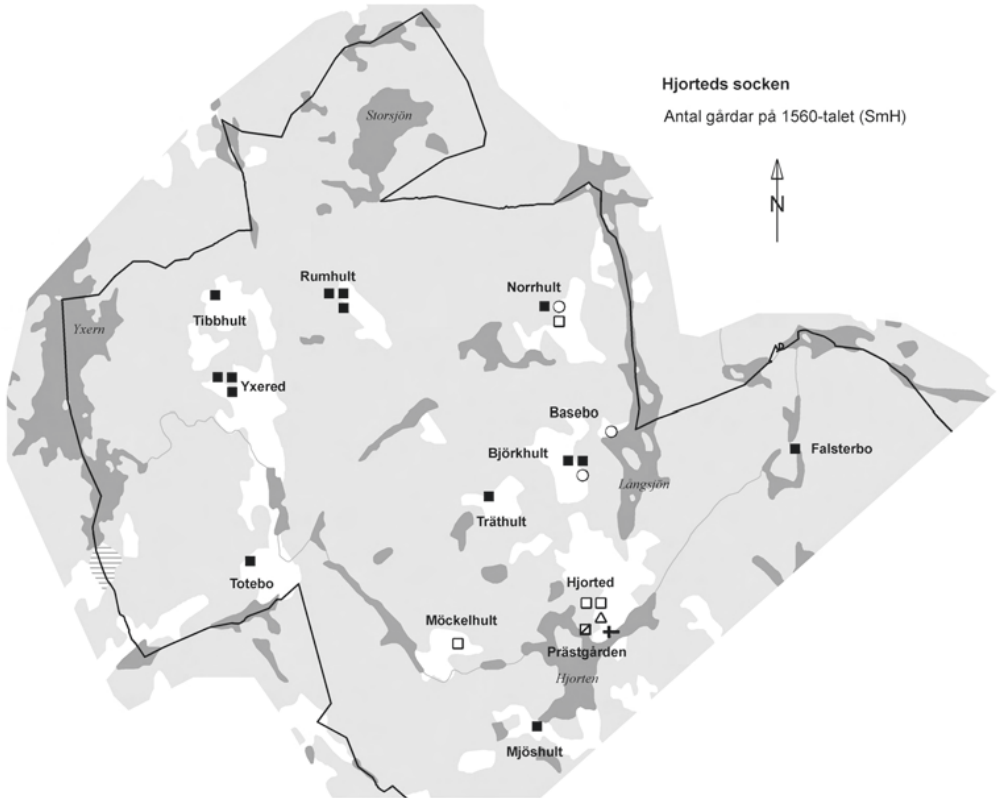 Hjorteds socken
Antal gårdar på 1560-talet (SmH)
N
Storsjön
Rumhult
Norrhult
Tibbhult
Yxern
Yxered
Basebo
Björkhult
Falsterbo
Långsjön
Träthult
Totebo
Hjorted
Möckelhult
Prästgården
Hjorten
Mjöshult